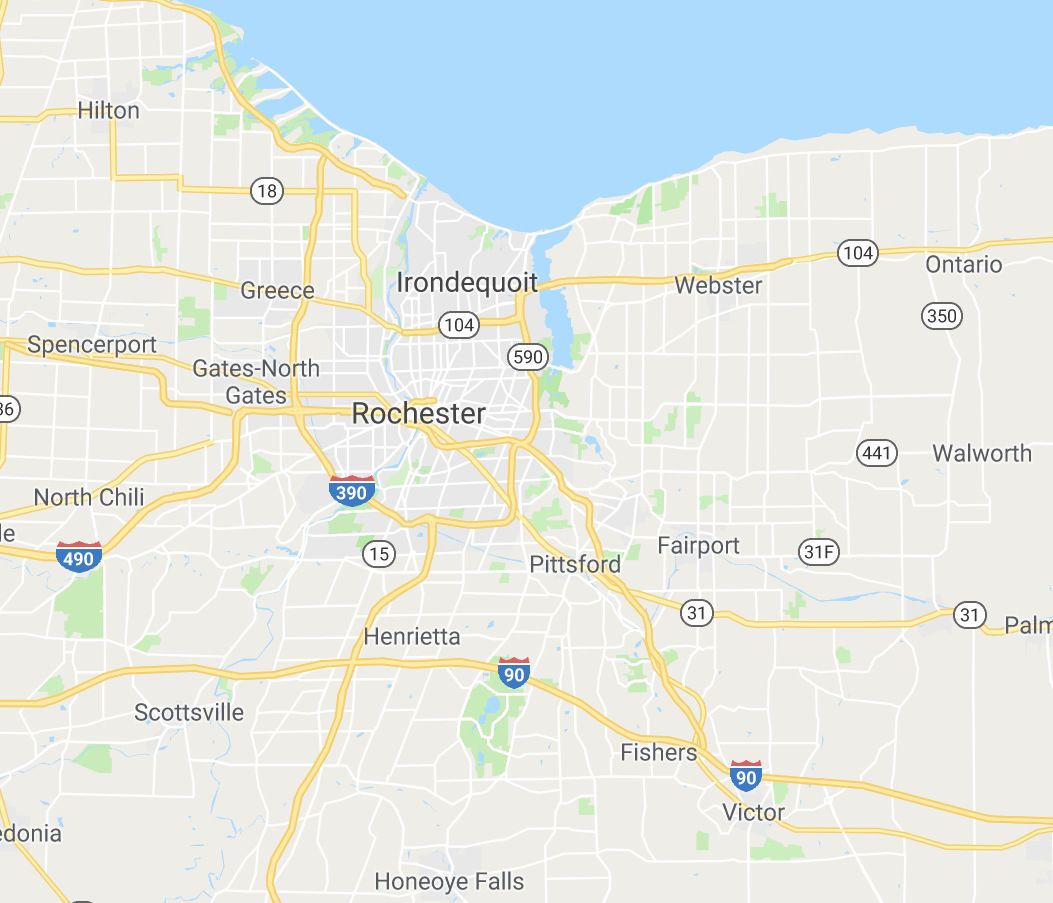 Hilton
18
104
Ontario
Irondequoit
Webster
Greece
350
104
Spencerport
590
Gates-North
Gates
36
Rochester
441
Walworth
390
North Chili
le
490
15
Fairport
31F
Pittsford
31
31
Palm
Henrietta
90
Scottsville
Fishers
90
Victor
edonia
Honeoye Falls